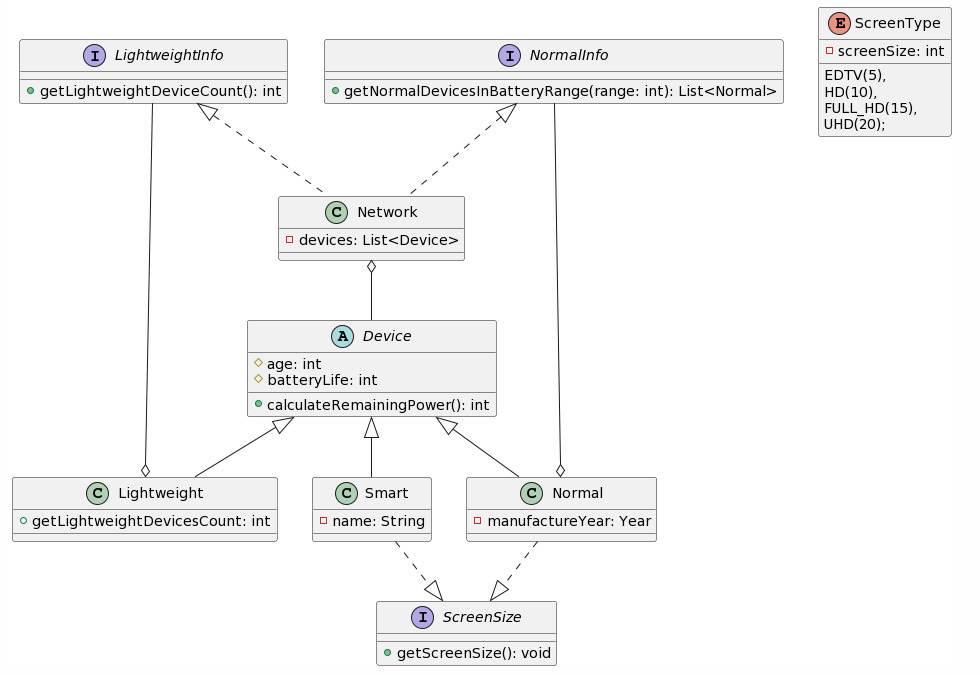 I LightweightInfo
getLightweightDeviceCount(): int
I NormalInfo
getNormalDevicesInBatteryRange(range: int): List<Normal>
E ScreenType
screenSize: int
EDTV(5),
HD(10),
FULL_HD(15),
UHD(20);
C Network
devices: List<Device>
A Device
age: int
batteryLife: int
calculateRemainingPower(): int
C Lightweight
getLightweightDevicesCount: int
C Smart
name: String
C Normal
manufactureYear: Year
I ScreenSize
getScreenSize(): void